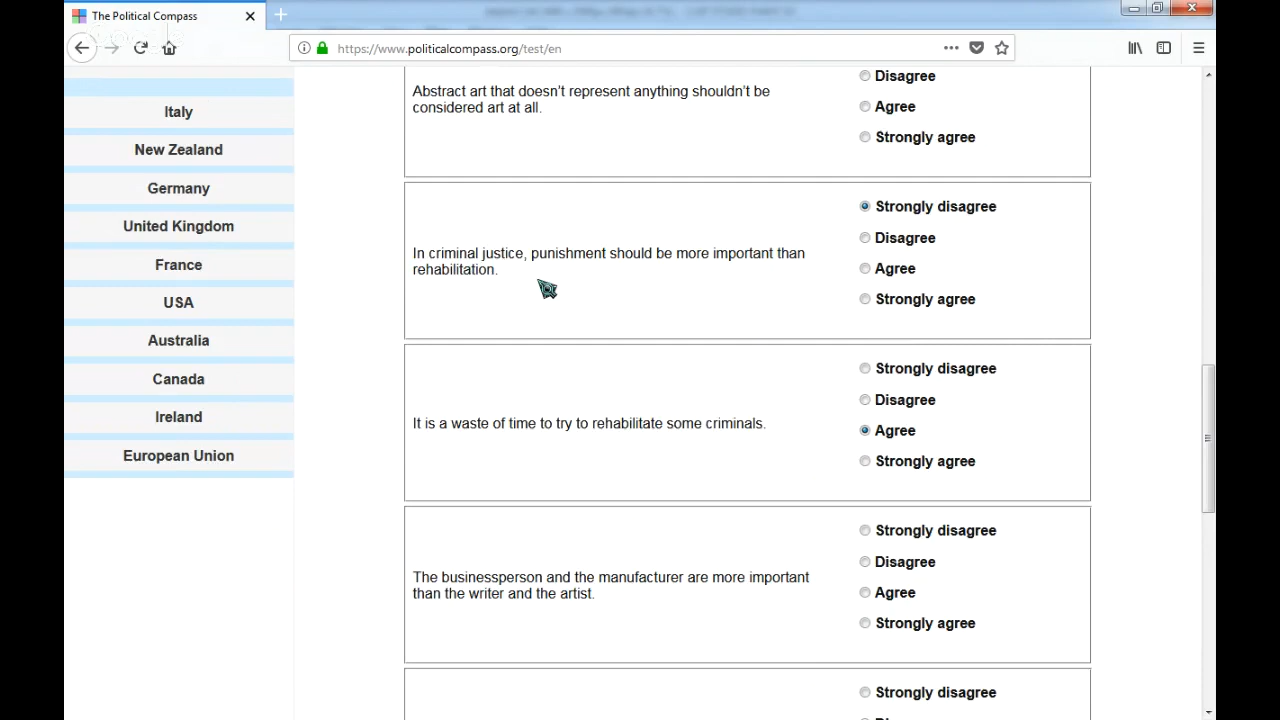 The Political Compass
https://www.politicalcompass.org/test/en
Italy
New Zealand
Germany
United Kingdom
France
USA
Australia
Canada
Ireland
European Union
Abstract art that doesn't represent anything shouldn't be
considered art at all.
Disagree
Agree
Strongly agree
In criminal justice, punishment should be more important than
rehabilitation.
Strongly disagree
Disagree
Agree
Strongly agree
It is a waste of time to try to rehabilitate some criminals.
Strongly disagree
Disagree
Agree
Strongly agree
The businessperson and the manufacturer are more important
than the writer and the artist.
Strongly disagree
Disagree
Agree
Strongly agree
Strongly disagree